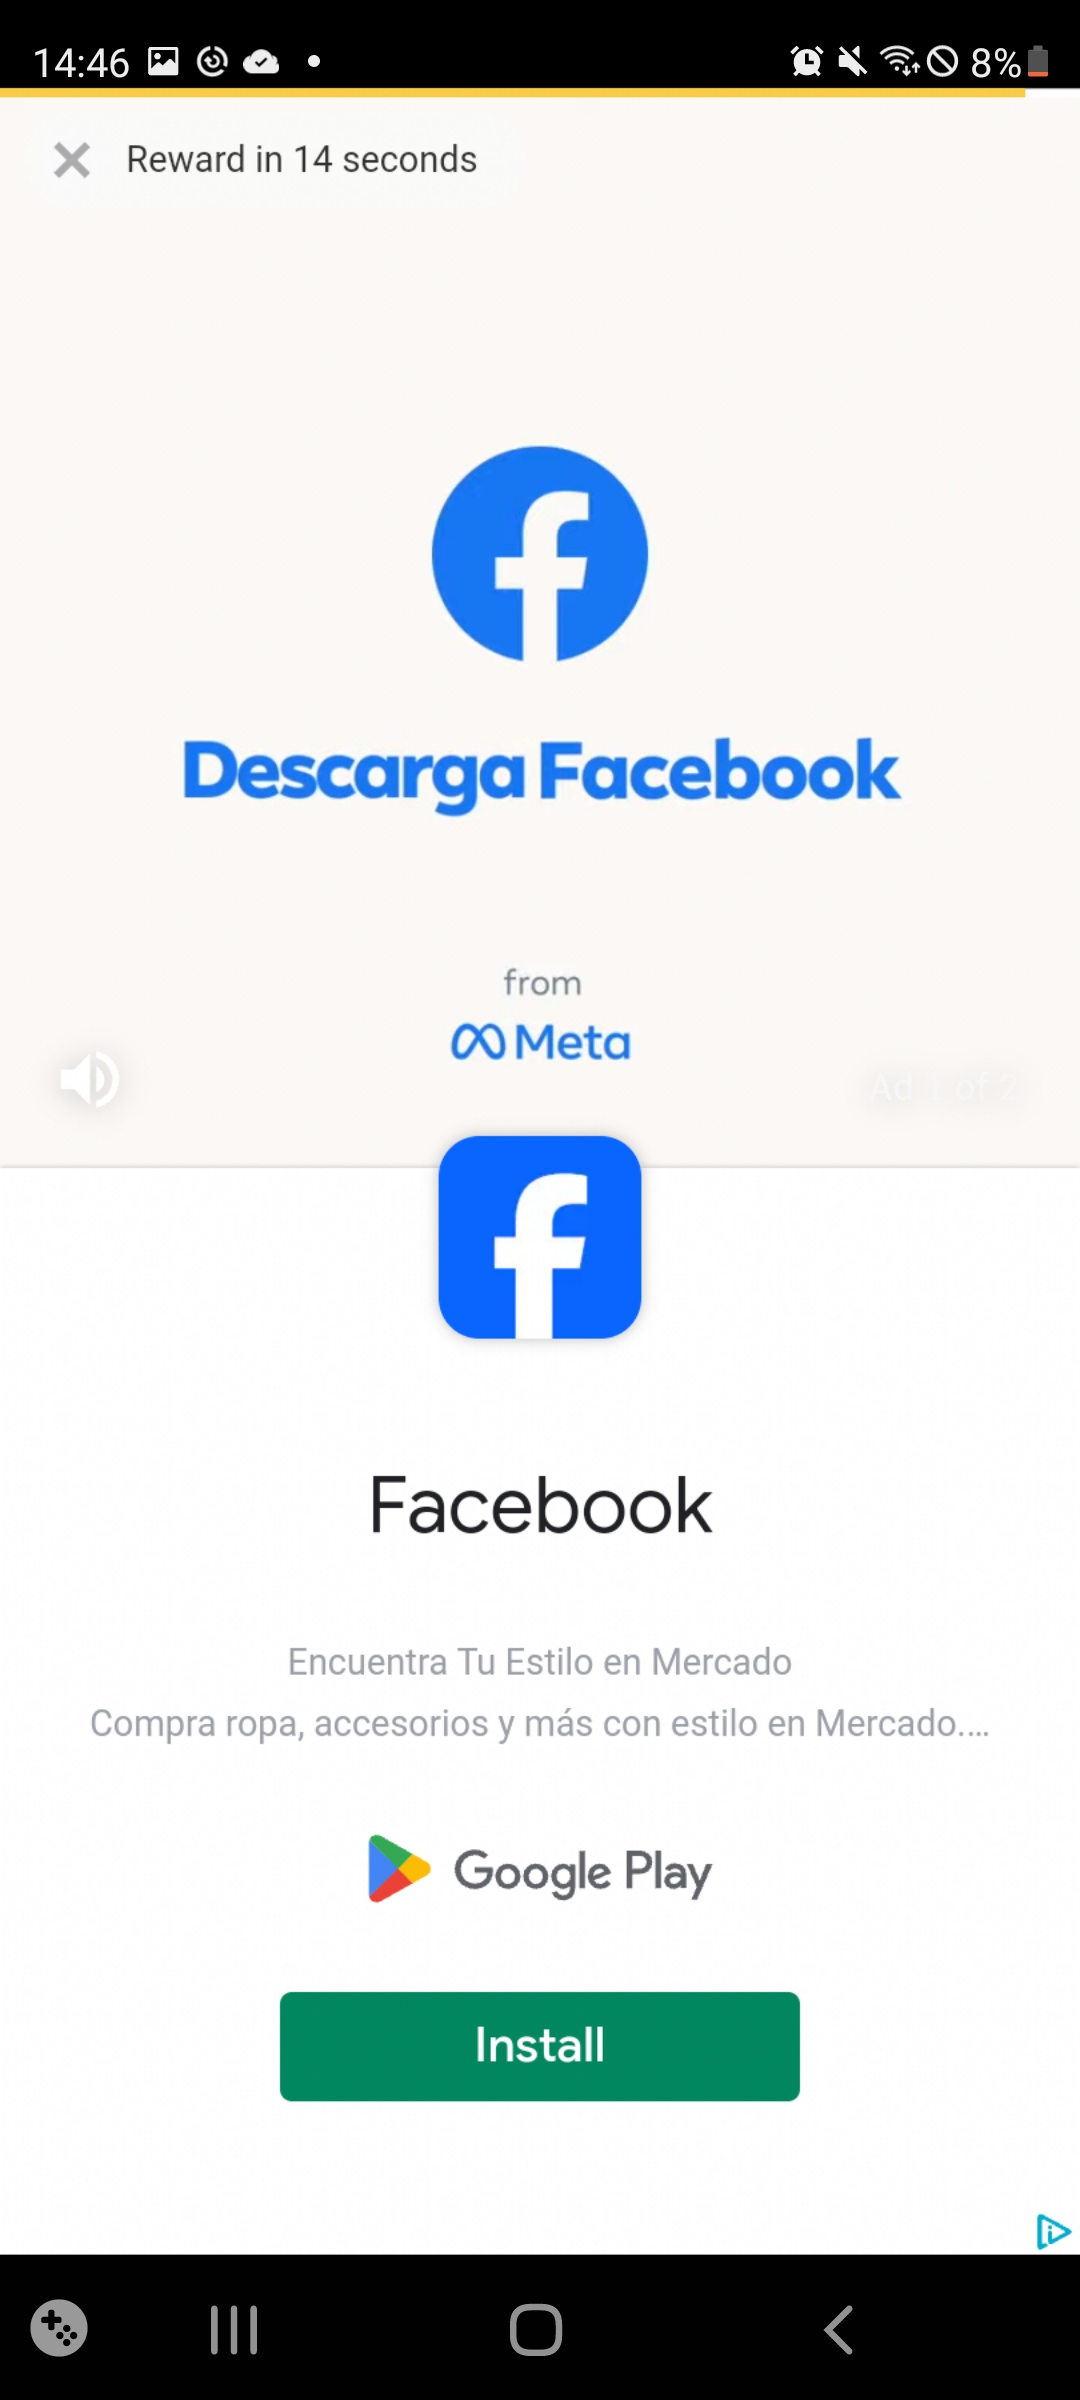 14:46
8%
Reward in 14 seconds
Descarga Facebook
from
Meta
Ad 1 of 2
Facebook
Encuentra Tu Estilo en Mercado
Compra ropa, accesorios y más con estilo en Mercado....
Google Play
Install